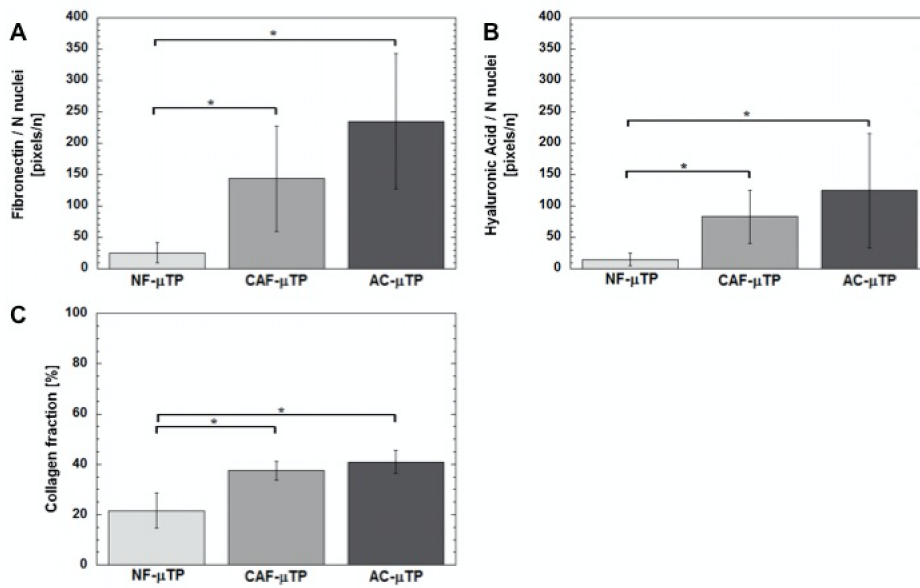 A
Fibronectin / N nuclei
[pixels/n]
400
350
300
250
200
150
100
50
0
*
*
NF-μTP CAF-μTP AC-μTP
B
Hyaluronic Acid / N nuclei
[pixels/n]
400
350
300
250
200
150
100
50
0
*
*
NF-μTP CAF-μTP AC-μTP
C
Collagen fraction [%]
100
80
60
40
20
0
*
*
NF-μTP CAF-μTP AC-μTP